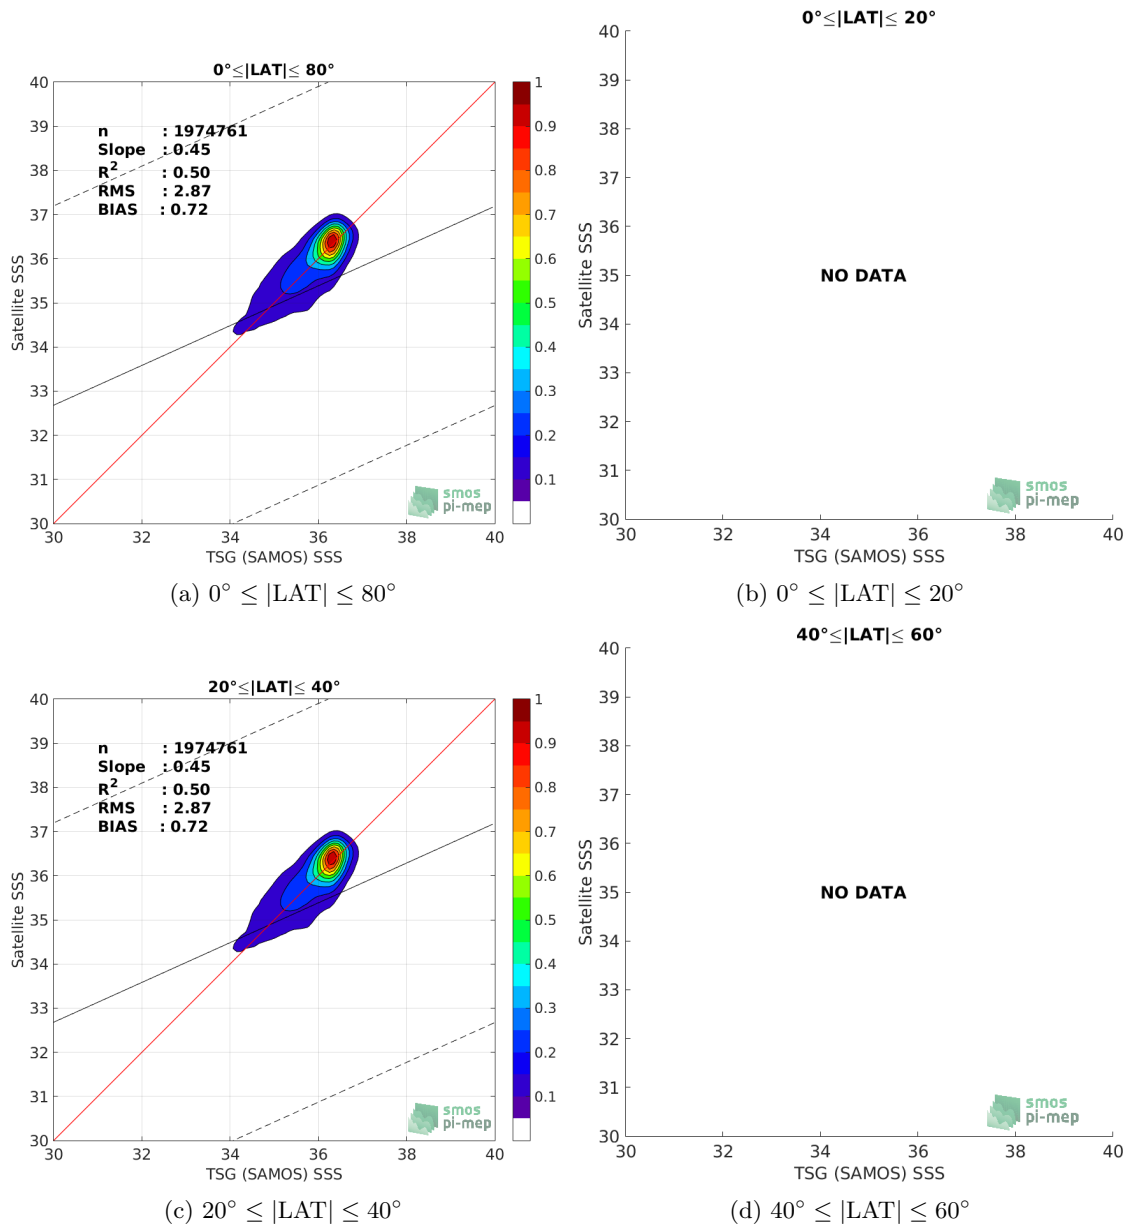 0°≤|LAT|≤ 80°
40
39
38
37
36
35
34
33
32
31
30
Satellite SSS
n : 1974761
Slope : 0.45
R² : 0.50
RMS : 2.87
BIAS : 0.72
30 32 34 36 38 40
TSG (SAMOS) SSS
smos
pi-mep
1
0.9
0.8
0.7
0.6
0.5
0.4
0.3
0.2
0.1
(a) 0° ≤ |LAT| ≤ 80°
0°≤|LAT|≤ 20°
40
39
38
37
36
35
34
33
32
31
30
Satellite SSS
NO DATA
smos
pi-mep
30 32 34 36 38 40
TSG (SAMOS) SSS
(b) 0° ≤ |LAT| ≤ 20°
20°≤|LAT|≤ 40°
40
39
38
37
36
35
34
33
32
31
30
Satellite SSS
n : 1974761
Slope : 0.45
R² : 0.50
RMS : 2.87
BIAS : 0.72
30 32 34 36 38 40
TSG (SAMOS) SSS
smos
pi-mep
1
0.9
0.8
0.7
0.6
0.5
0.4
0.3
0.2
0.1
(c) 20° ≤ |LAT| ≤ 40°
40°≤|LAT|≤ 60°
40
39
38
37
36
35
34
33
32
31
30
Satellite SSS
NO DATA
smos
pi-mep
30 32 34 36 38 40
TSG (SAMOS) SSS
(d) 40° ≤ |LAT| ≤ 60°